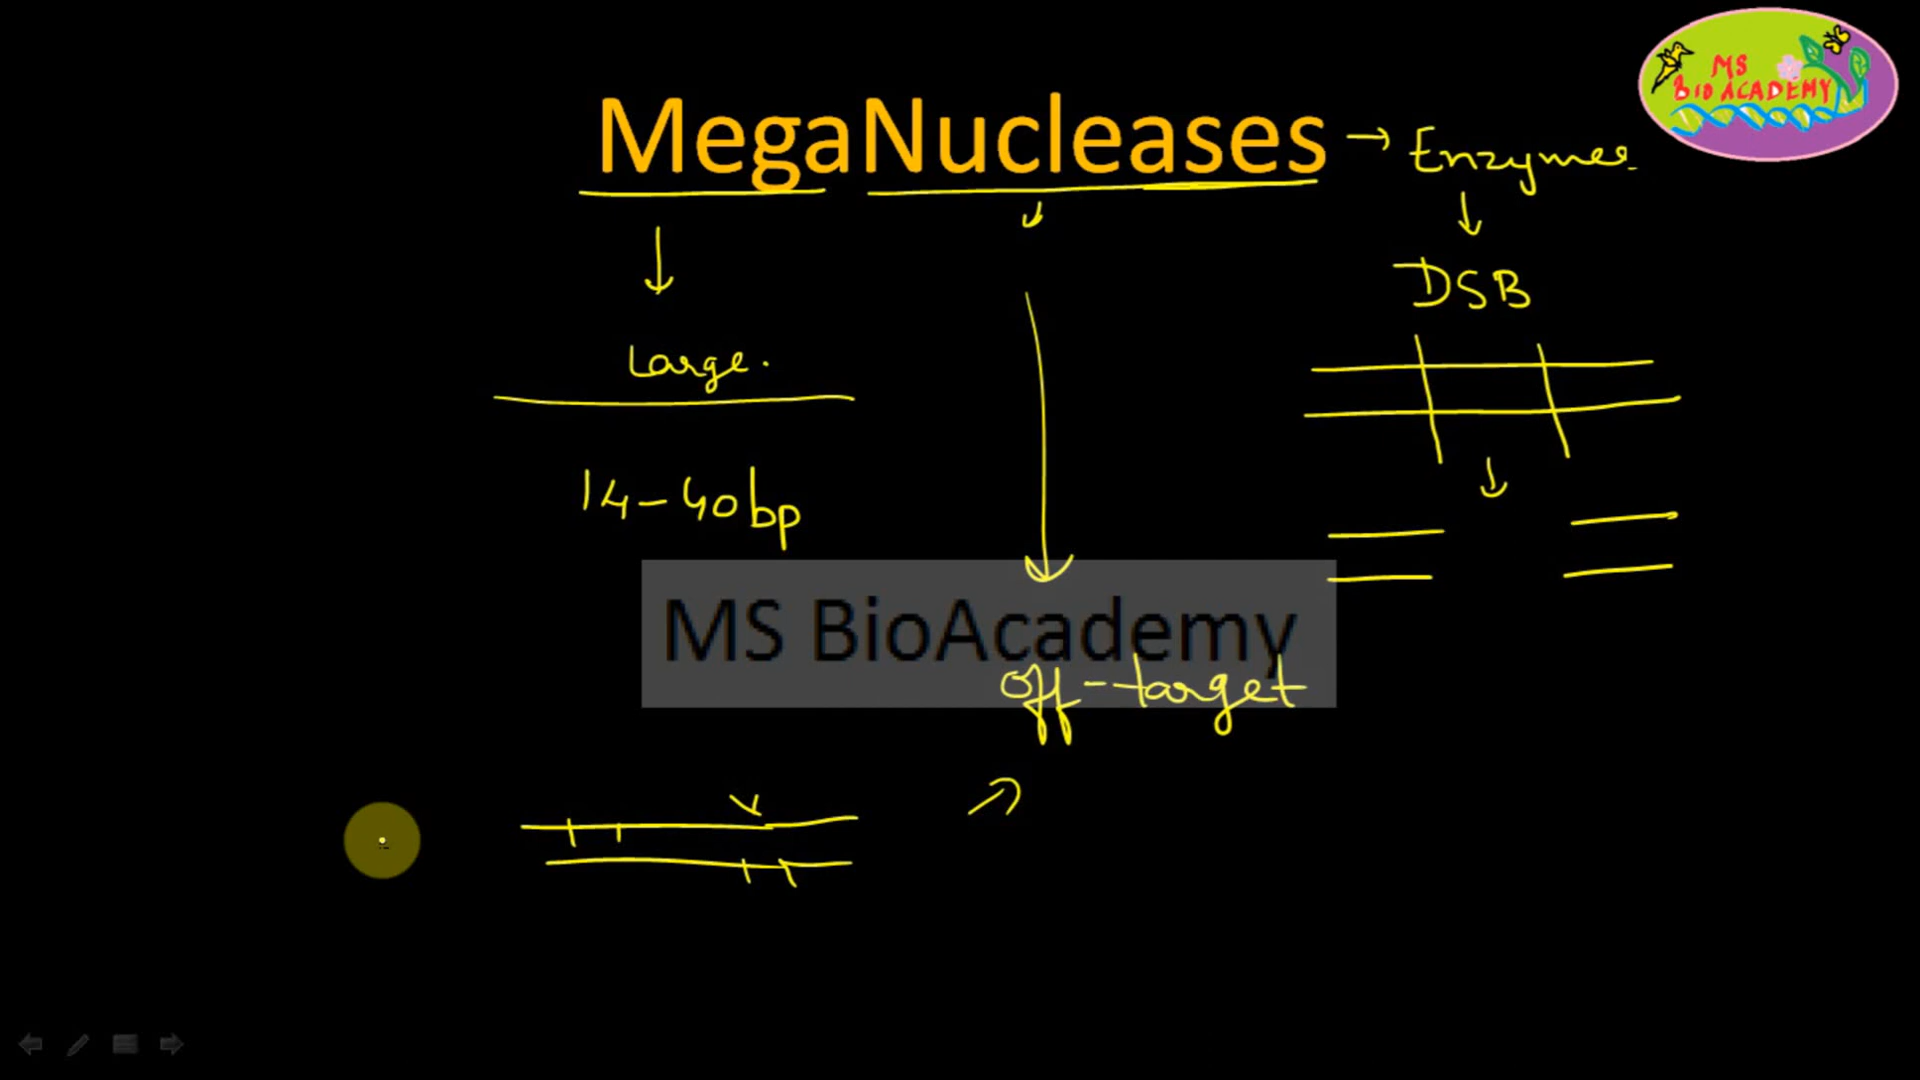 MS
BIO ACADEMY
MegaNucleases → Enzymes.
DSB
Large.
14-40bp
MS BioAcademy
off-target